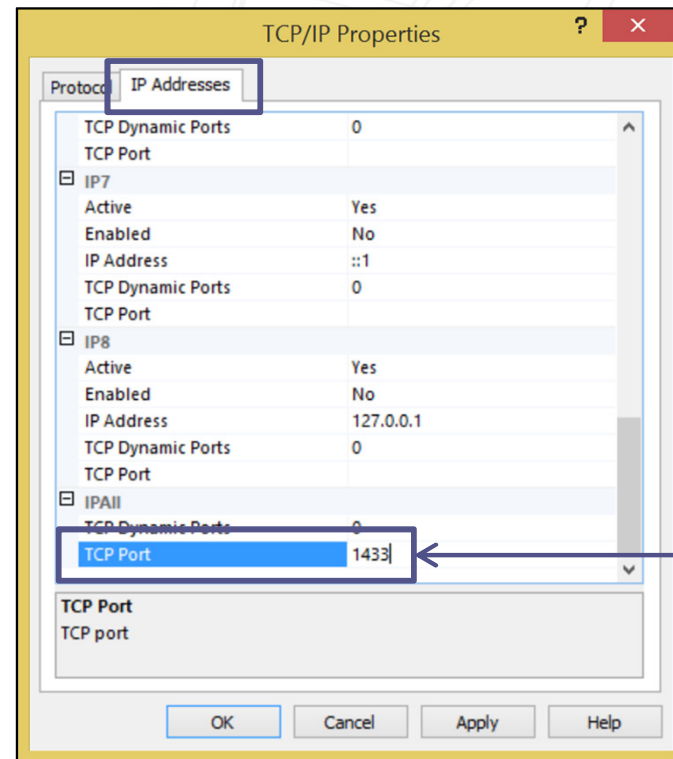 TCP/IP Properties ? ×
Protocol IP Addresses
TCP Dynamic Ports 0
TCP Port
IP7
Active Yes
Enabled No
IP Address ::1
TCP Dynamic Ports 0
TCP Port
IP8
Active Yes
Enabled No
IP Address 127.0.0.1
TCP Dynamic Ports 0
TCP Port
IPAll
TCP Dynamic Ports 0
TCP Port 1433
TCP Port
TCP port
OK Cancel Apply Help